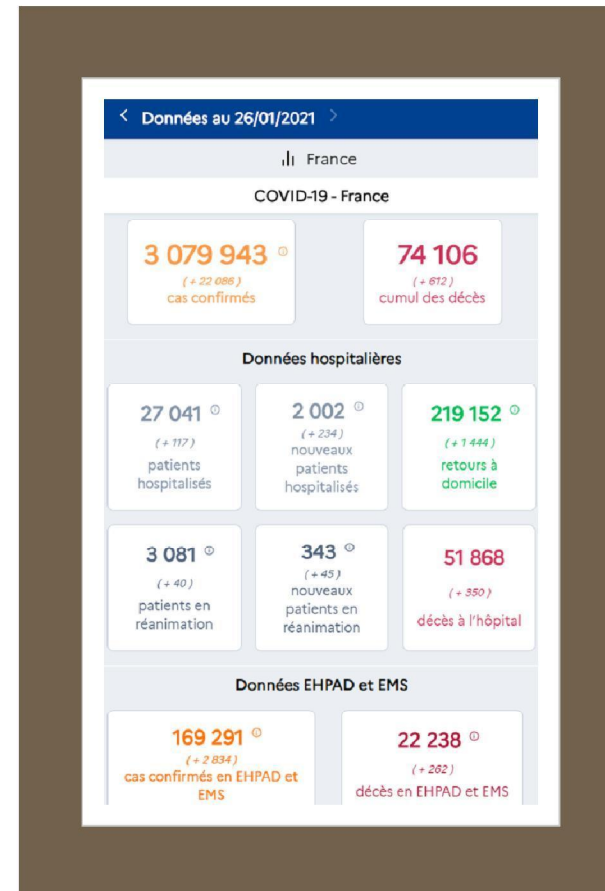 Données au 26/01/2021
France
COVID-19 - France
3 079 943
(+ 22 086)
cas confirmés
74 106
(+ 612)
cumul des décès
Données hospitalières
27 041
(+ 117)
patients
hospitalisés
2 002
(+ 234)
nouveaux
patients
hospitalisés
219 152
(+ 1 444)
retours à
domicile
3 081
(+ 40)
patients en
réanimation
343
(+ 45)
nouveaux
patients en
réanimation
51 868
(+ 350)
décès à l'hôpital
Données EHPAD et EMS
169 291
(+ 2 834)
cas confirmés en EHPAD et
EMS
22 238
(+ 262)
décès en EHPAD et EMS